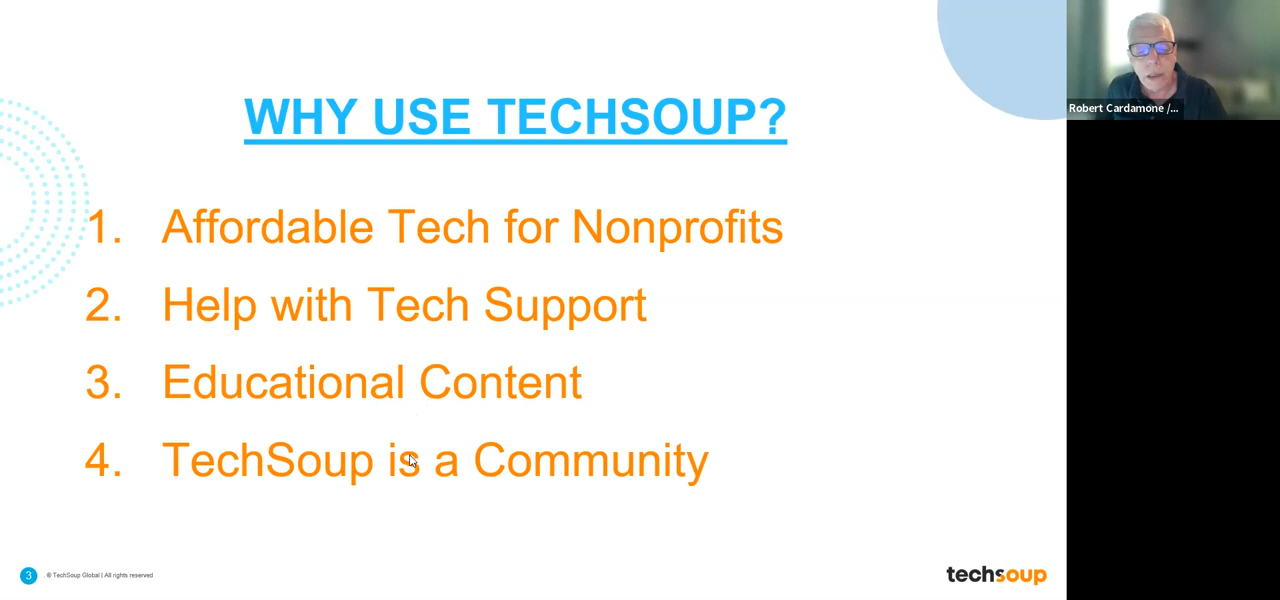 WHY USE TECHSOUP?
1. Affordable Tech for Nonprofits
2. Help with Tech Support
3. Educational Content
4. TechSoup is a Community
Robert Cardamone /...
3 . © TechSoup Global | All rights reserved
techsoup